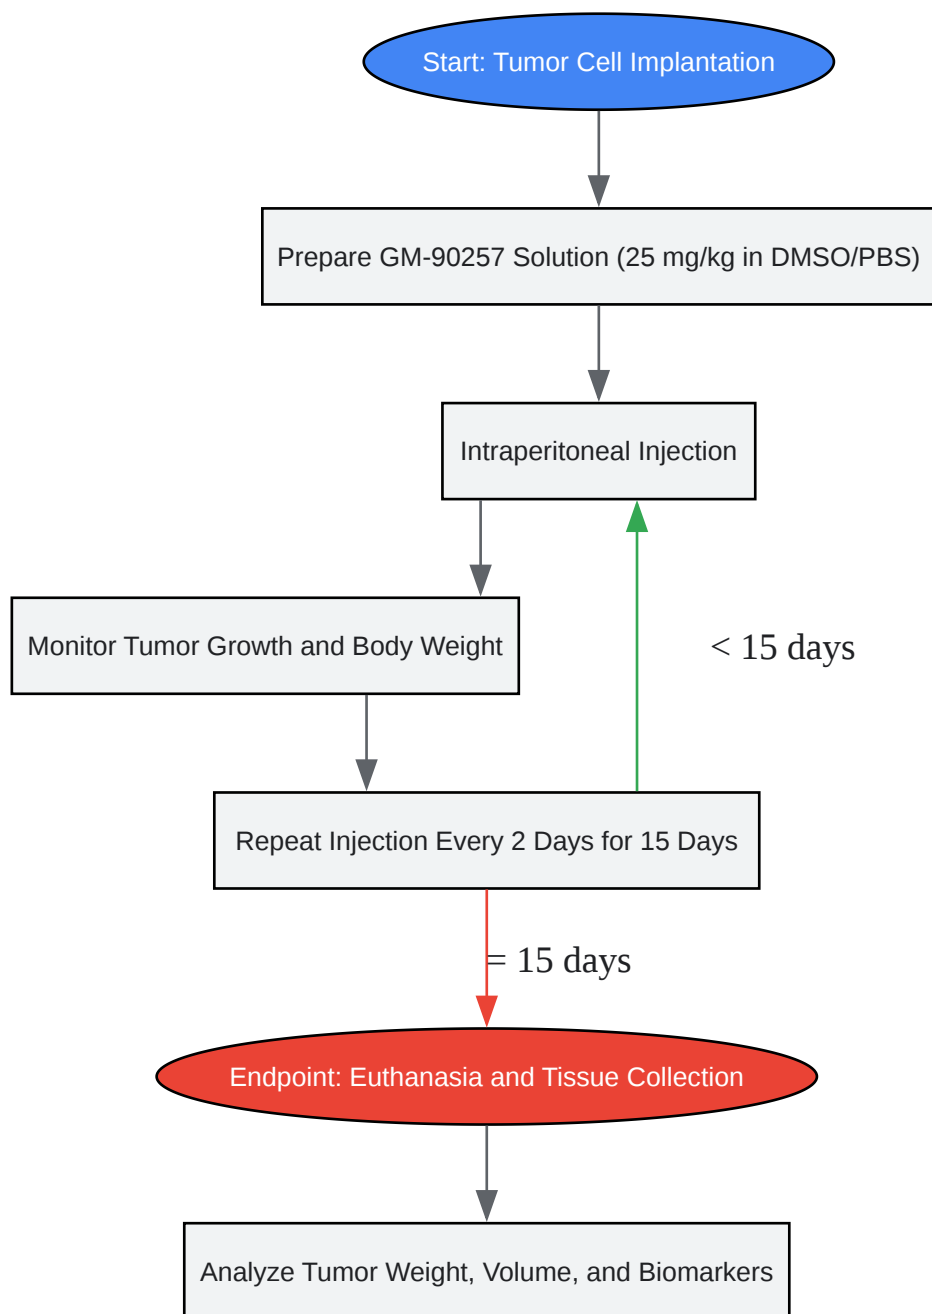 Start: Tumor Cell Implantation
Prepare GM-90257 Solution (25 mg/kg in DMSO/PBS)
Intraperitoneal Injection
Monitor Tumor Growth and Body Weight
< 15 days
Repeat Injection Every 2 Days for 15 Days
= 15 days
Endpoint: Euthanasia and Tissue Collection
Analyze Tumor Weight, Volume, and Biomarkers